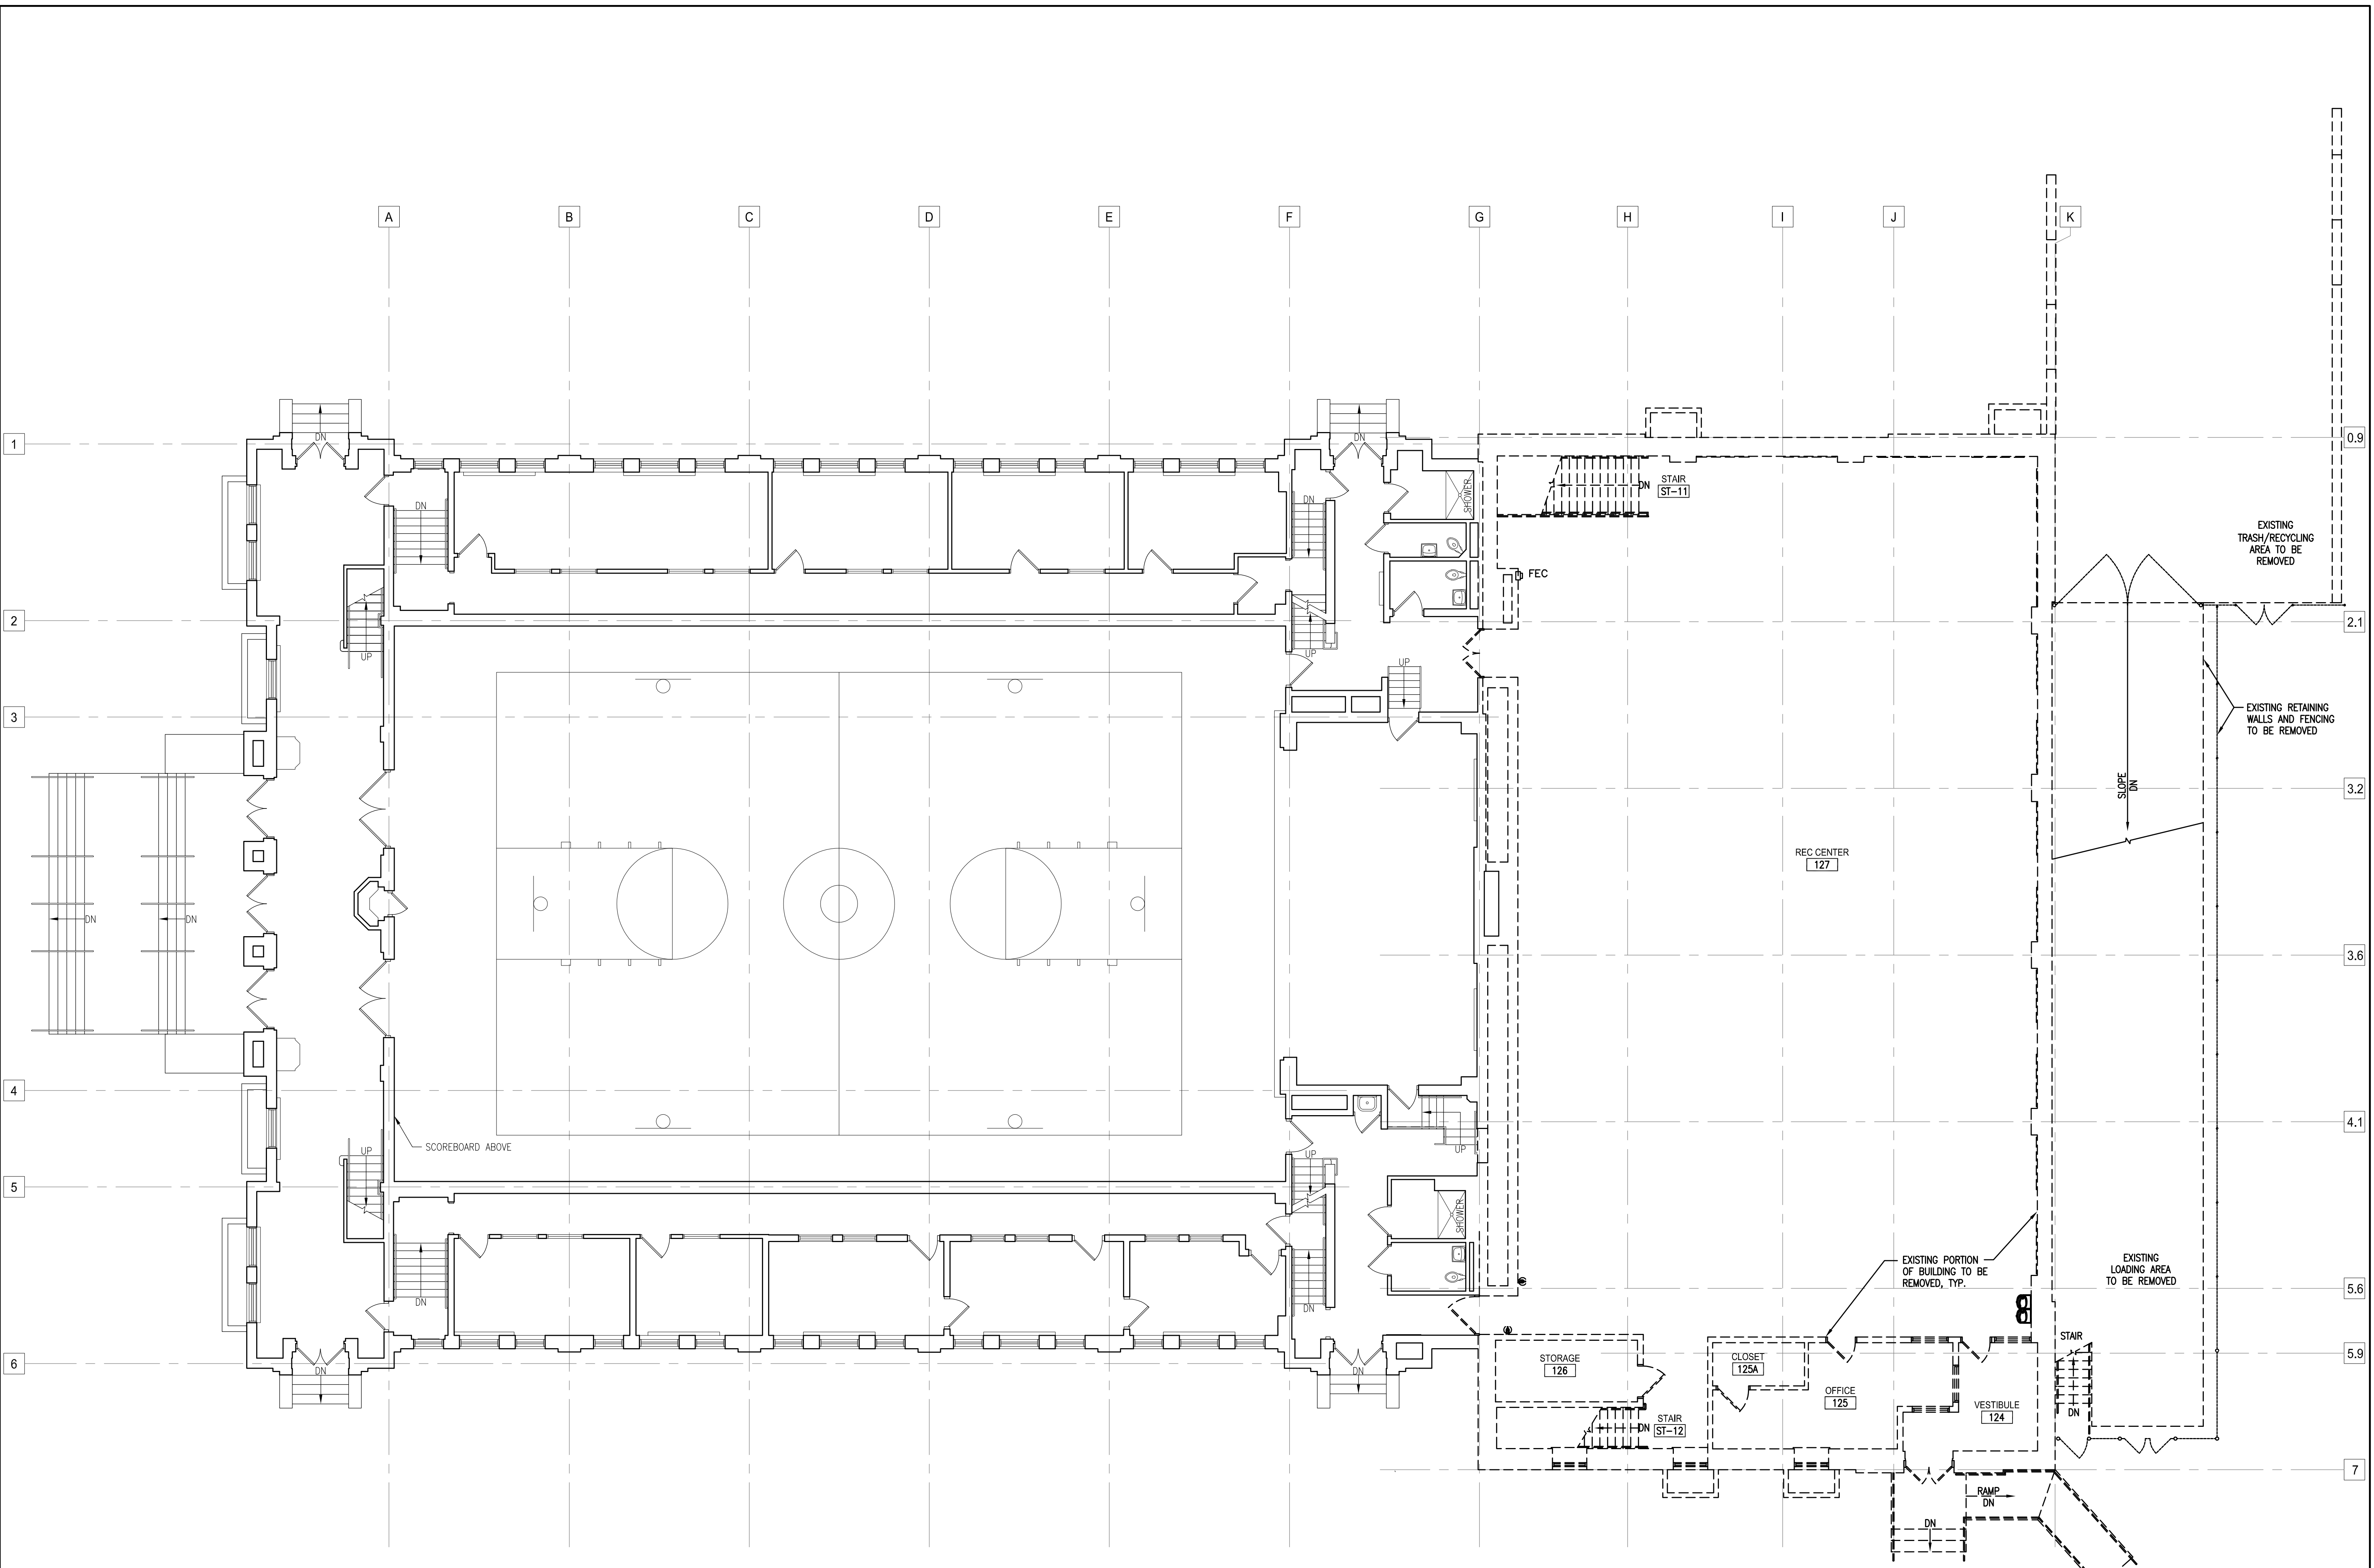 A
B
C
D
E
F
G
H
I
J
K
1
0.9
DN
DN
DN
DN
SHOWER
DN
STAIR
ST-11
EXISTING
TRASH/RECYCLING
AREA TO BE
REMOVED
FEC
2
2.1
UP
UP
UP
3
EXISTING RETAINING
WALLS AND FENCING
TO BE REMOVED
SLOPE
DN
3.2
REC CENTER
127
DN
DN
3.6
4
4.1
SCOREBOARD ABOVE
UP
UP
UP
5
SHOWER
EXISTING PORTION
OF BUILDING TO BE
REMOVED, TYP.
EXISTING
LOADING AREA
TO BE REMOVED
5.6
DN
DN
STAIR
6
5.9
STORAGE
126
CLOSET
125A
OFFICE
125
VESTIBULE
124
DN
DN
DN
STAIR
ST-12
DN
7
RAMP
DN
DN